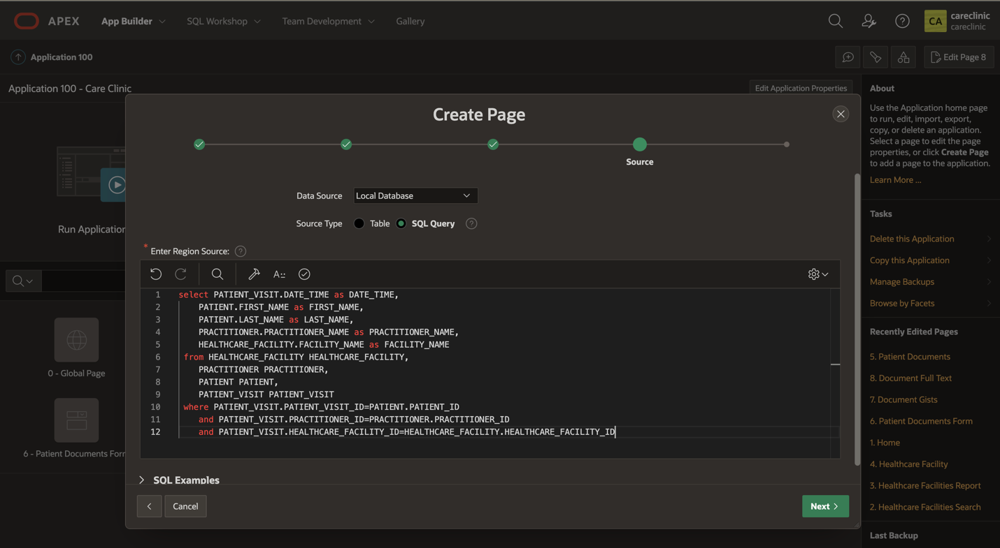 APEX App Builder SQL Workshop Team Development Gallery CA careclinic
careclinic
Application 100 Edit Page 8
Application 100 - Care Clinic Edit Application Properties
Create Page
Source
Data Source Local Database
Source Type Table SQL Query ?
* Enter Region Source: ?
1 select PATIENT_VISIT.DATE_TIME as DATE_TIME,
2 PATIENT.FIRST_NAME as FIRST_NAME,
3 PATIENT.LAST_NAME as LAST_NAME,
4 PRACTITIONER.PRACTITIONER_NAME as PRACTITIONER_NAME,
5 HEALTHCARE_FACILITY.FACILITY_NAME as FACILITY_NAME
6 from HEALTHCARE_FACILITY HEALTHCARE_FACILITY,
7 PRACTITIONER PRACTITIONER,
8 PATIENT PATIENT,
9 PATIENT_VISIT PATIENT_VISIT
10 where PATIENT_VISIT.PATIENT_VISIT_ID=PATIENT.PATIENT_ID
11 and PATIENT_VISIT.PRACTITIONER_ID=PRACTITIONER.PRACTITIONER_ID
12 and PATIENT_VISIT.HEALTHCARE_FACILITY_ID=HEALTHCARE_FACILITY.HEALTHCARE_FACILITY_ID
SQL Examples
Cancel Next
Run Application
0 - Global Page
6 - Patient Documents For
About
Use the Application home page
to run, edit, import, export,
copy, or delete an application.
Select a page to edit the page
properties, or click Create Page
to add a page to the application.
Learn More ...
Tasks
Delete this Application
Copy this Application
Manage Backups
Browse by Facets
Recently Edited Pages
5. Patient Documents
8. Document Full Text
7. Document Gists
6. Patient Documents Form
1. Home
4. Healthcare Facility
3. Healthcare Facilities Report
2. Healthcare Facilities Search
Last Backup